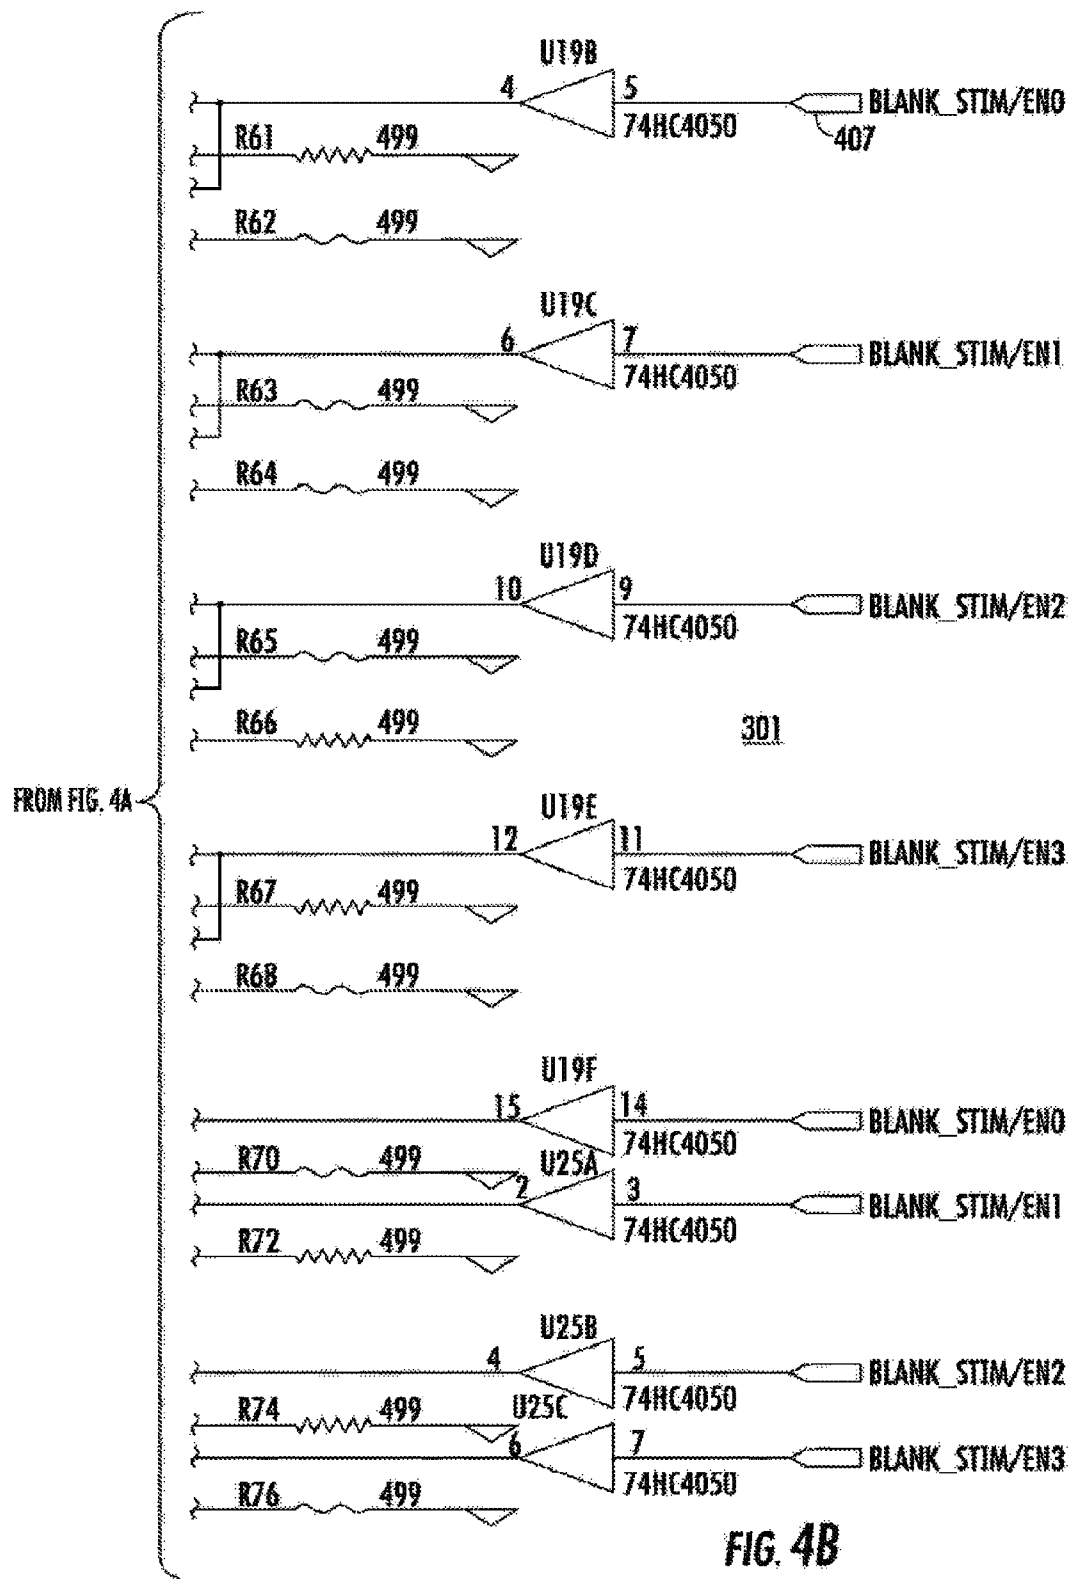 U19B
4 5 BLANK_STIM/EN0
74HC4050 407
R61 499
R62 499
U19C
6 7 BLANK_STIM/EN1
74HC4050
R63 499
R64 499
U19D
10 9 BLANK_STIM/EN2
74HC4050
R65 499
R66 499 301
FROM FIG. 4A
U19E
12 11 BLANK_STIM/EN3
74HC4050
R67 499
R68 499
U19F
15 14 BLANK_STIM/EN0
74HC4050
R70 499 U25A
2 3 BLANK_STIM/EN1
74HC4050
R72 499
U25B
4 5 BLANK_STIM/EN2
74HC4050
R74 499 U25C
6 7 BLANK_STIM/EN3
74HC4050
R76 499
FIG. 4B